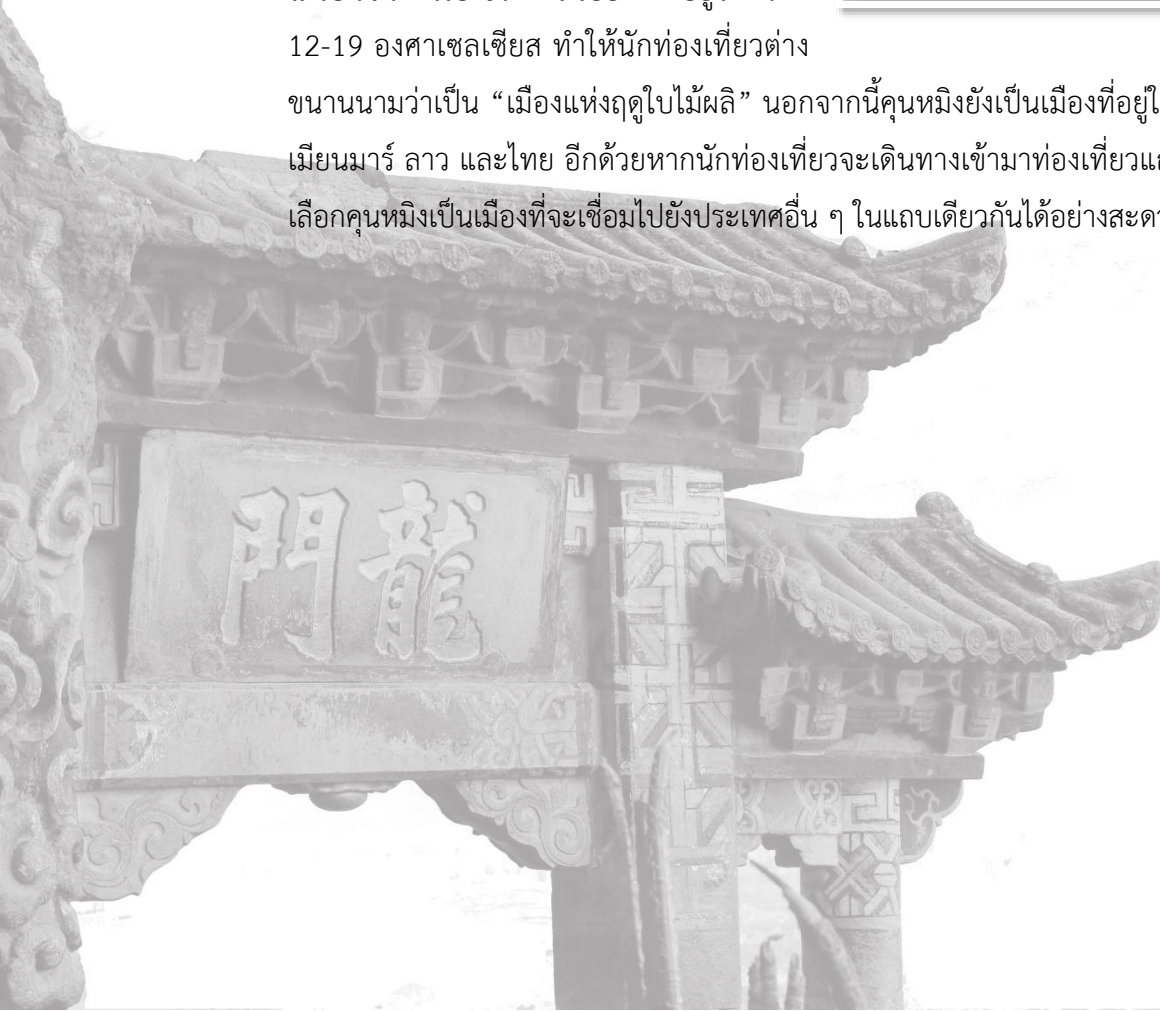 12-19 องศาเซลเซียส ทำให้นักท่องเที่ยวต่าง
ขนานนามว่าเป็น “เมืองแห่งฤดูใบไม้ผลิ” นอกจากนี้คุนหมิงยังเป็นเมืองที่อยู่ใ
เมียนมาร์ ลาว และไทย อีกด้วยหากนักท่องเที่ยวจะเดินทางเข้ามาท่องเที่ยวแ
เลือกคุนหมิงเป็นเมืองที่จะเชื่อมไปยังประเทศอื่น ๆ ในแถบเดียวกันได้อย่างสะด
門龍